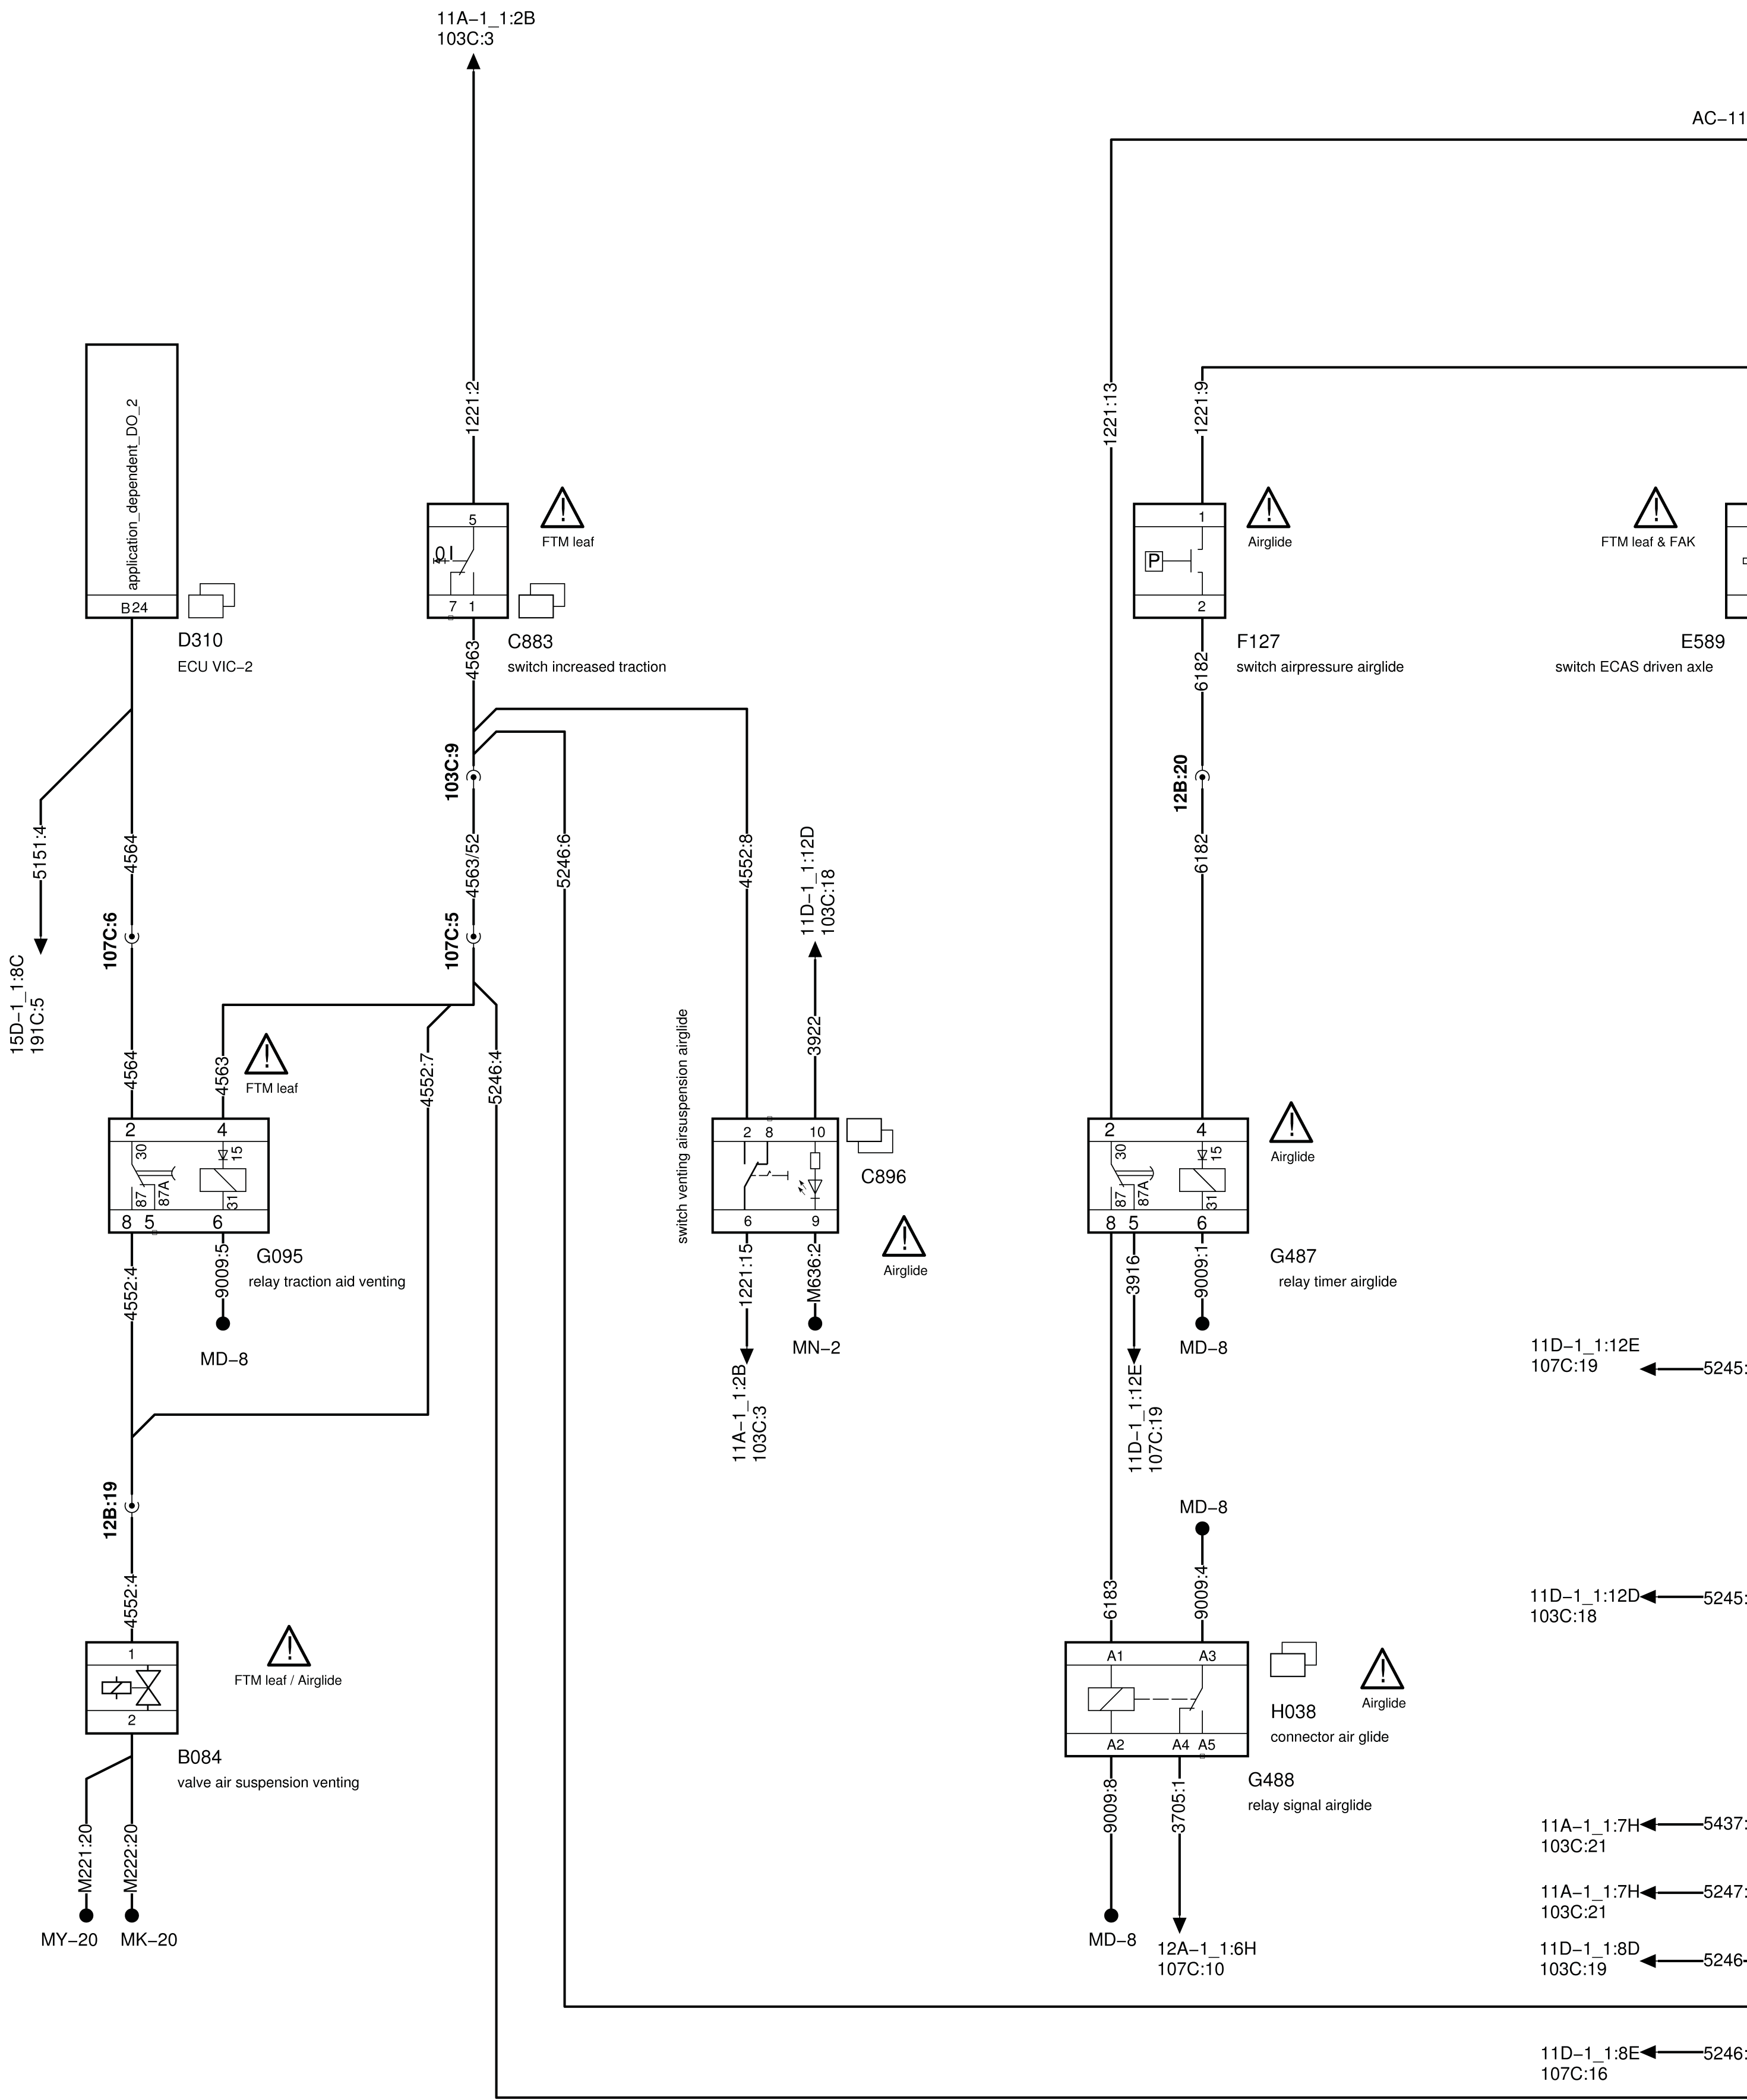 11A−1_1:2B
103C:3
AC−11
1221:2
1221:13
1221:9
application_dependent_DO_2
B24
D310
ECU VIC−2
5
0 I
7 1
FTM leaf
C883
switch increased traction
1
P
2
Airglide
F127
switch airpressure airglide
FTM leaf & FAK
E589
switch ECAS driven axle
4563
6182
103C:9
12B:20
5151:4
4564
4563/52
5246:6
4552:8
11D−1_1:12D
103C:18
6182
107C:6
107C:5
15D−1_1:8C
191C:5
4564
4563
FTM leaf
4552:7
5246:4
switch venting airsuspension airglide
3922
2 4
30
15
87
87A
31
8 5 6
G095
relay traction aid venting
2 8 10
6 9
C896
Airglide
2 4
30
15
87
87A
31
8 5 6
Airglide
G487
relay timer airglide
4552:4
9009:5
MD−8
1221:15
M636:2
MN−2
11A−1_1:2B
103C:3
3916
9009:1
MD−8
11D−1_1:12E
107C:19
11D−1_1:12E
107C:19
5245:
12B:19
MD−8
4552:4
6183
9009:4
11D−1_1:12D
103C:18
5245:
1
2
FTM leaf / Airglide
B084
valve air suspension venting
A1 A3
A2 A4 A5
H038
connector air glide
Airglide
G488
relay signal airglide
M221:20
M222:20
MY−20
MK−20
9009:8
3705:1
MD−8
12A−1_1:6H
107C:10
11A−1_1:7H
103C:21
5437:
11A−1_1:7H
103C:21
5247:
11D−1_1:8D
103C:19
5246−
11D−1_1:8E
107C:16
5246: